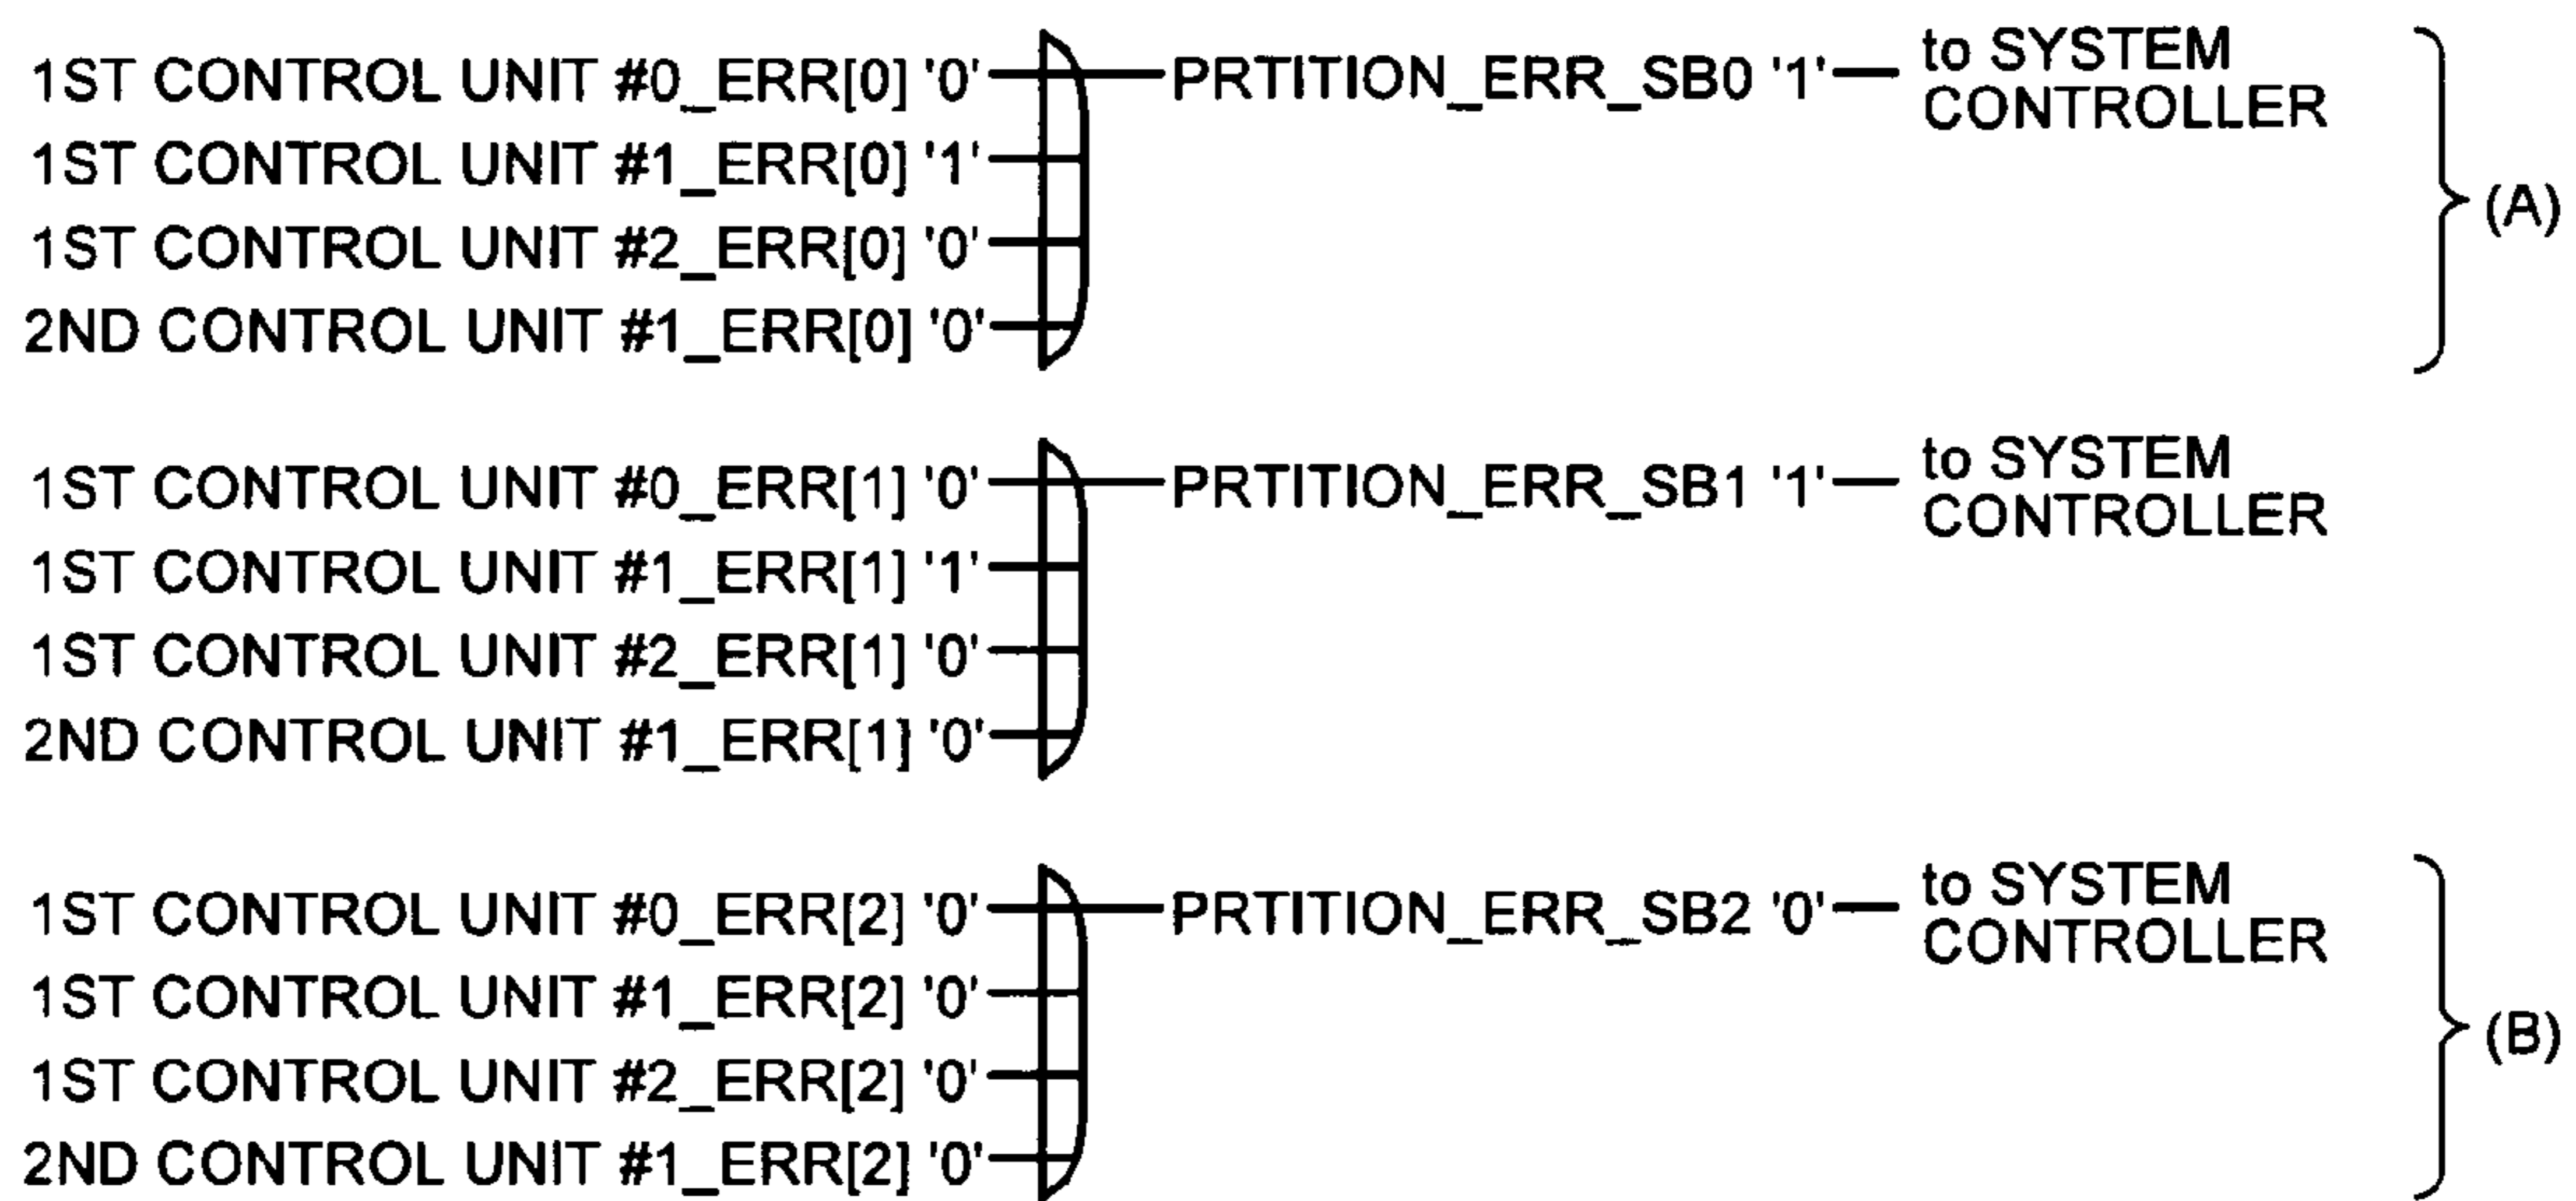 1ST CONTROL UNIT #0_ERR[0] '0' PRTITION_ERR_SB0 '1' to SYSTEM CONTROLLER
1ST CONTROL UNIT #1_ERR[0] '1'
1ST CONTROL UNIT #2_ERR[0] '0'
2ND CONTROL UNIT #1_ERR[0] '0'
(A)
1ST CONTROL UNIT #0_ERR[1] '0' PRTITION_ERR_SB1 '1' to SYSTEM CONTROLLER
1ST CONTROL UNIT #1_ERR[1] '1'
1ST CONTROL UNIT #2_ERR[1] '0'
2ND CONTROL UNIT #1_ERR[1] '0'
1ST CONTROL UNIT #0_ERR[2] '0' PRTITION_ERR_SB2 '0' to SYSTEM CONTROLLER
1ST CONTROL UNIT #1_ERR[2] '0'
1ST CONTROL UNIT #2_ERR[2] '0'
2ND CONTROL UNIT #1_ERR[2] '0'
(B)